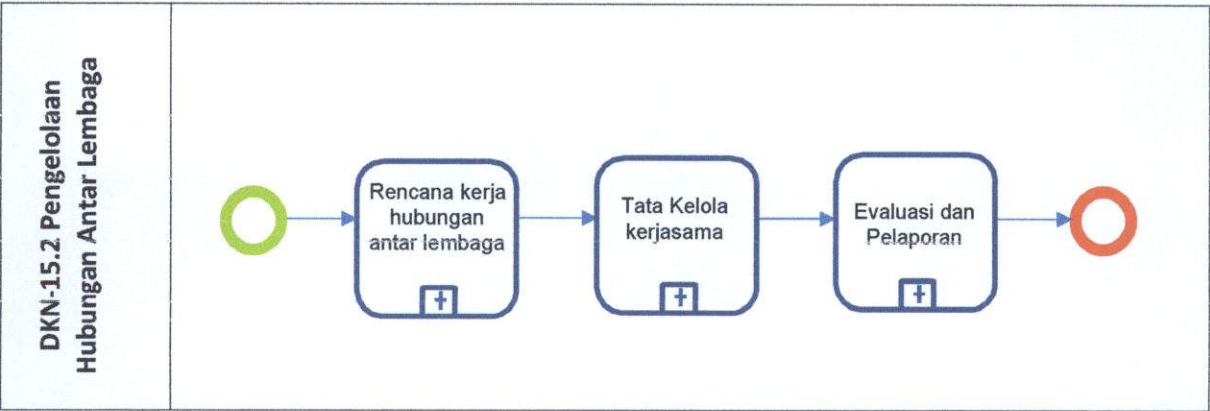 DKN-15.2 Pengelolaan
Hubungan Antar Lembaga
Rencana kerja
hubungan
antar lembaga
Tata Kelola
kerjasama
Evaluasi dan
Pelaporan